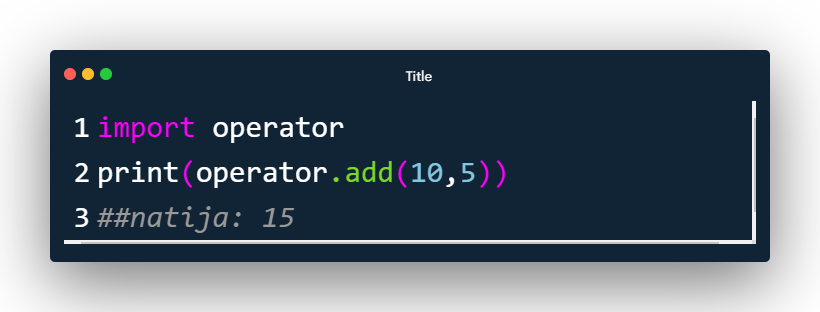 Title
1 import operator
2 print(operator.add(10,5))
3 ##natija: 15